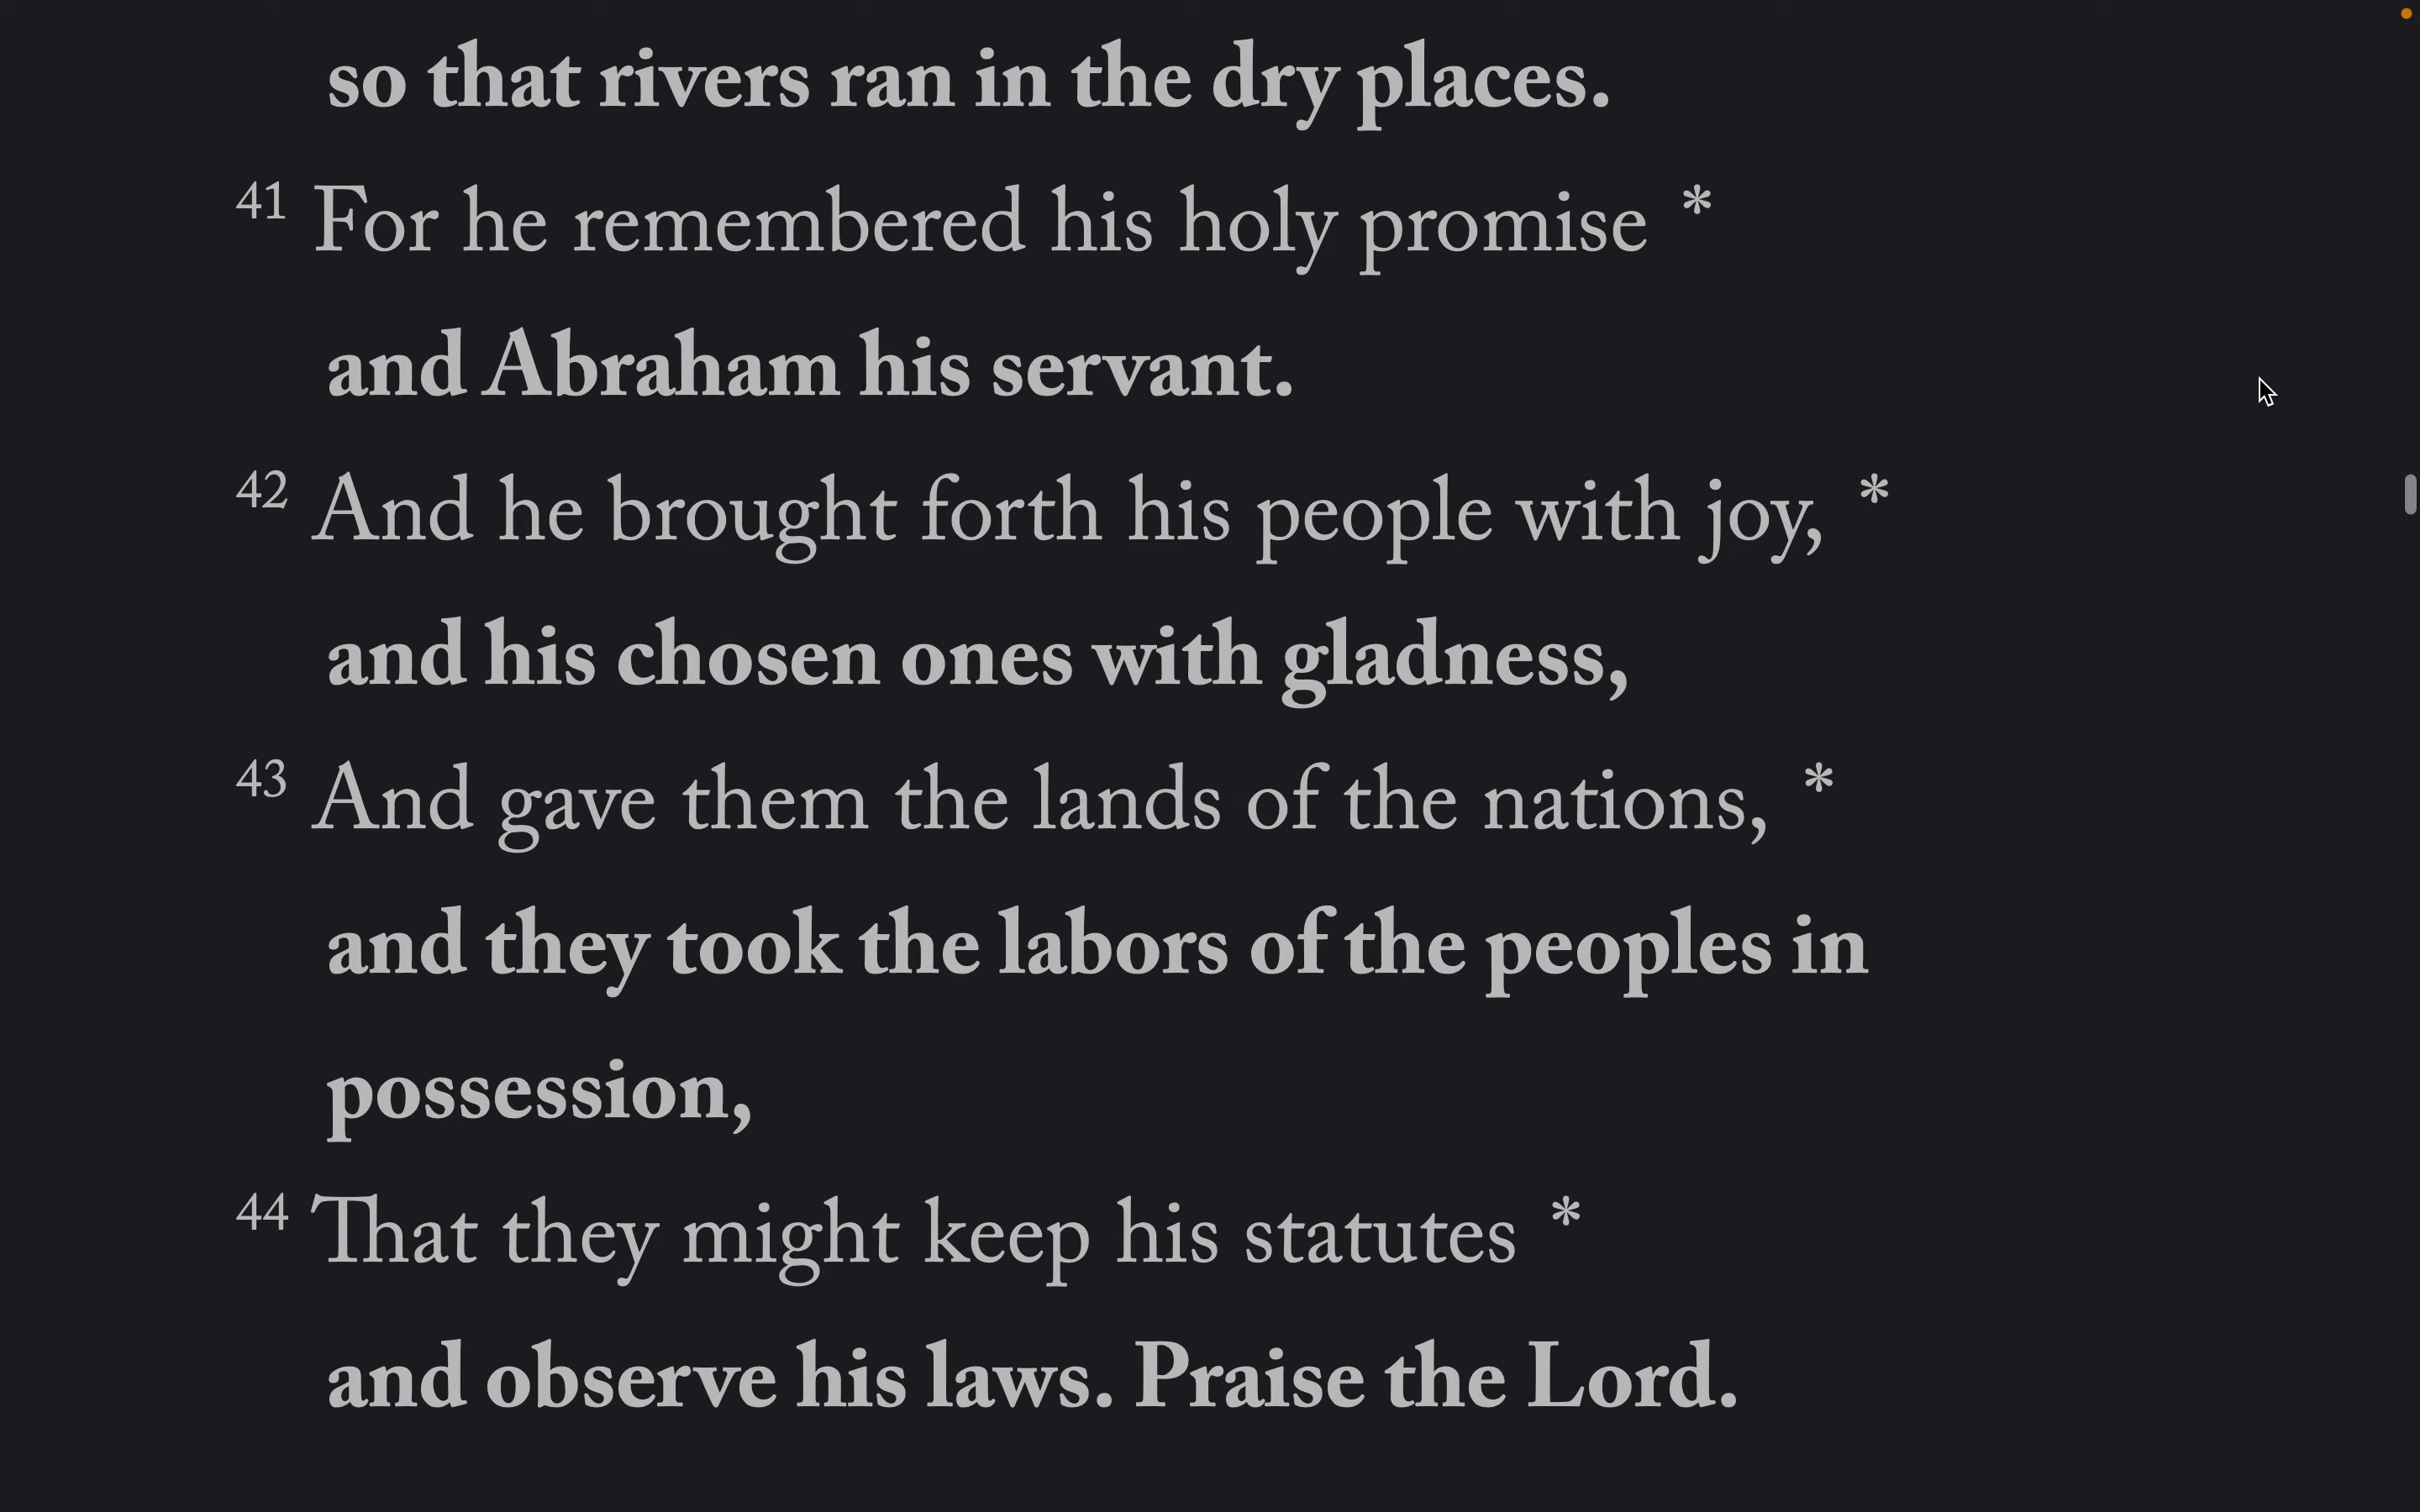 so that rivers ran in the dry places.
41 For he remembered his holy promise *
and Abraham his servant.
42 And he brought forth his people with joy, *
and his chosen ones with gladness,
43 And gave them the lands of the nations, *
and they took the labors of the peoples in
possession,
44 That they might keep his statutes *
and observe his laws. Praise the Lord.